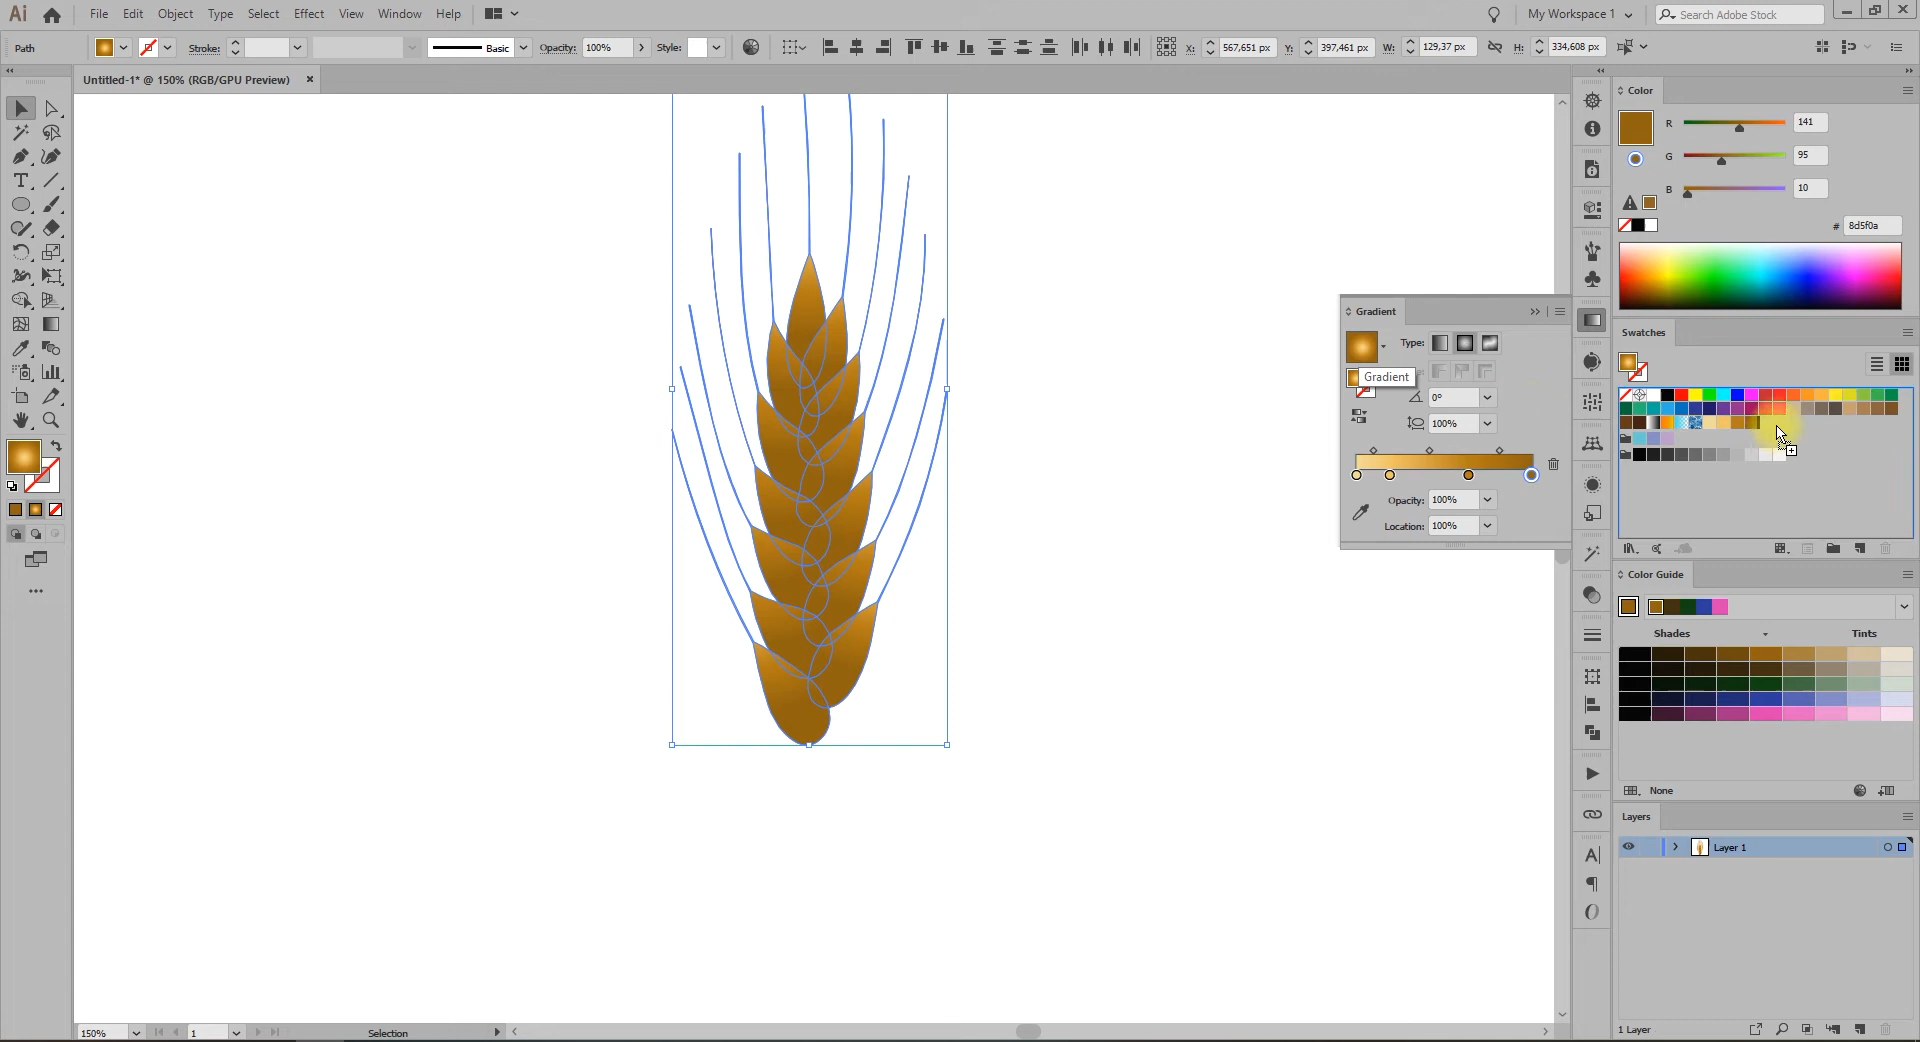 Ai File Edit Object Type Select Effect View Window Help My Workspace 1 Search Adobe Stock
Path Stroke: Basic Opacity: 100% Style: X: 567,651 px Y: 397,461 px W: 129,37 px H: 334,608 px
Untitled-1* @ 150% (RGB/GPU Preview)
Color
R 141
G 95
B 10
# 8d5f0a
Gradient
Type:
Gradient
0°
100%
Opacity: 100%
Location: 100%
Swatches
Color Guide
Shades Tints
None
Layers
Layer 1
1 Layer
150% 1 Selection